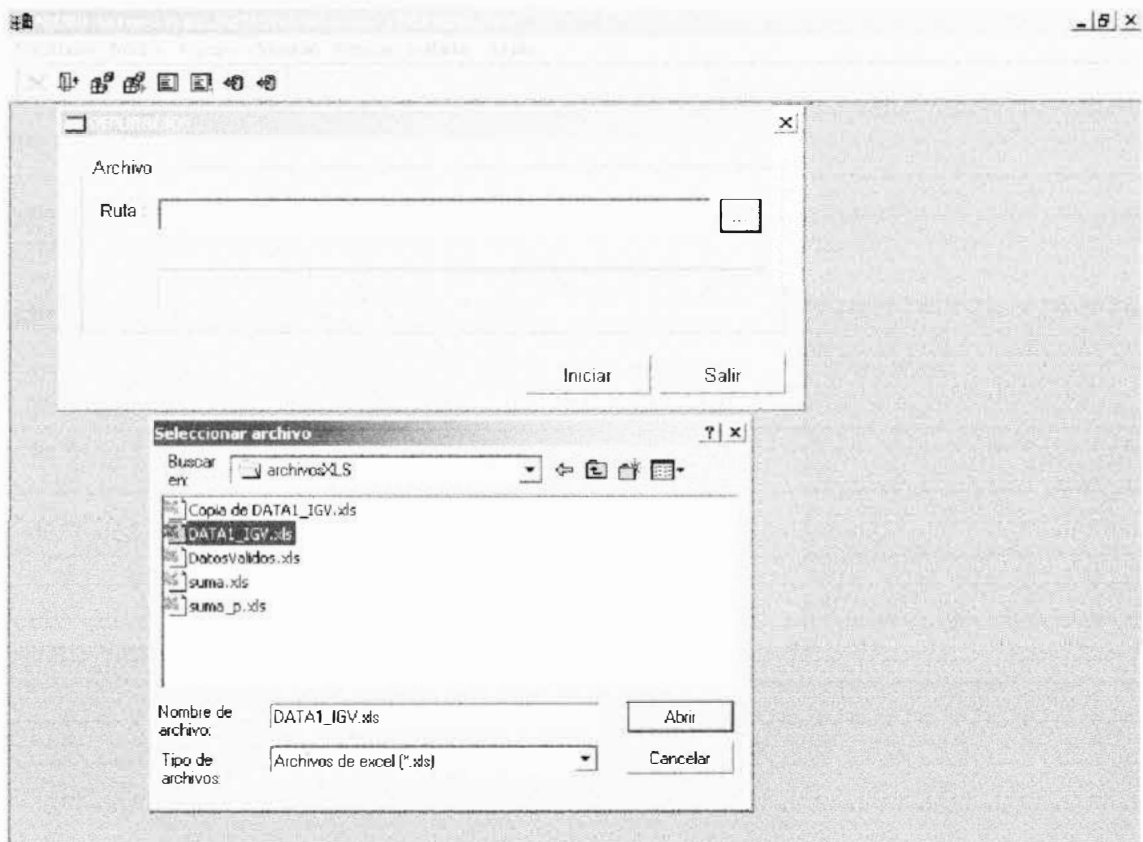 Archivo
Ruta :
...
Iniciar
Salir
Seleccionar archivo
Buscar en:
archivosXLS
Copia de DATA1_IGV.xls
DATA1_IGV.xls
DatosValidos.xls
suma.xls
suma_p.xls
Nombre de archivo:
DATA1_IGV.xls
Abrir
Tipo de archivos:
Archivos de excel (*.xls)
Cancelar